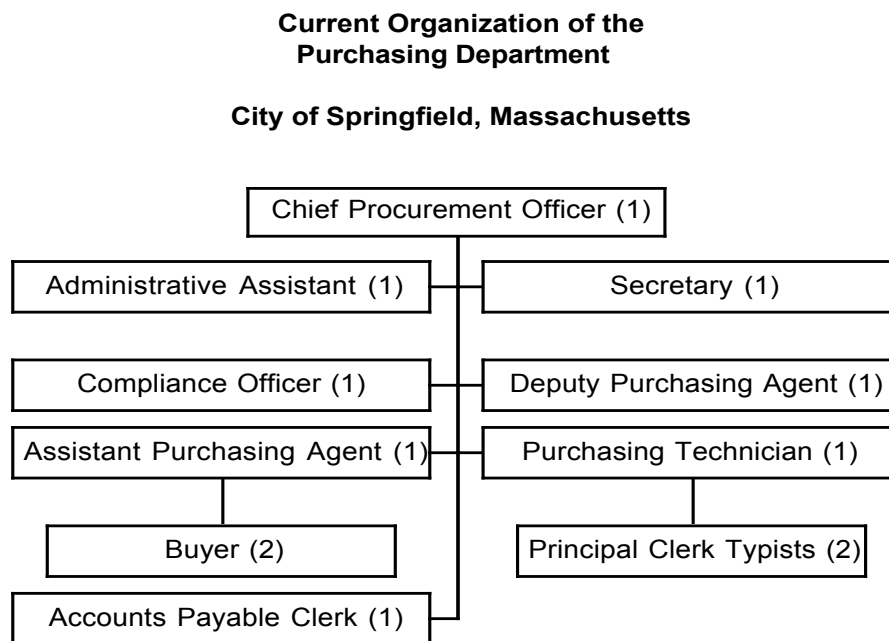 Current Organization of the
Purchasing Department
City of Springfield, Massachusetts
Chief Procurement Officer (1)
Administrative Assistant (1)
Secretary (1)
Compliance Officer (1)
Deputy Purchasing Agent (1)
Assistant Purchasing Agent (1)
Purchasing Technician (1)
Buyer (2)
Principal Clerk Typists (2)
Accounts Payable Clerk (1)